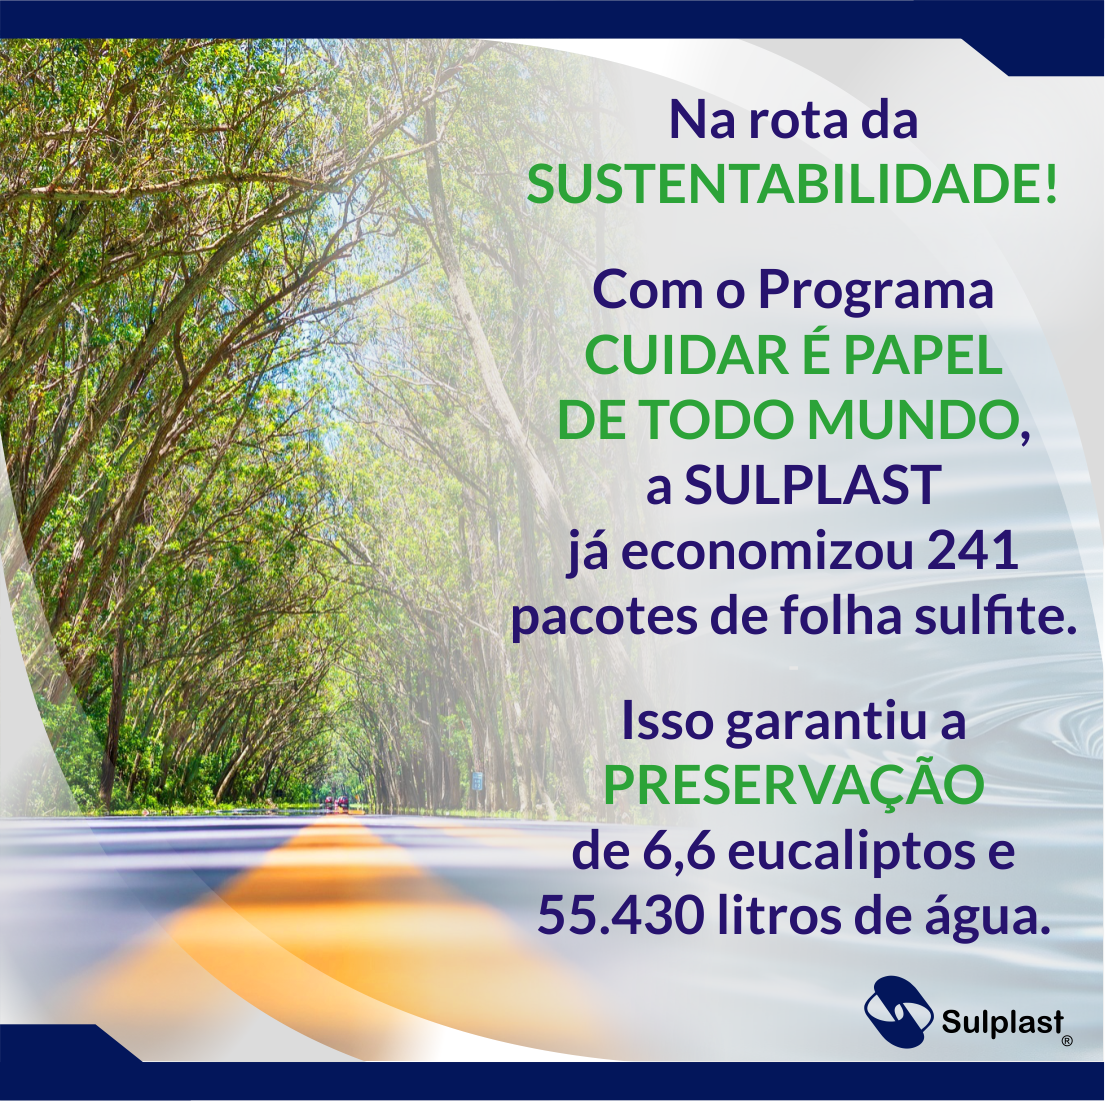 Na rota da
SUSTENTABILIDADE!
Com o Programa
CUIDAR É PAPEL
DE TODO MUNDO,
a SULPLAST
já economizou 241
pacotes de folha sulfite.
Isso garantiu a
PRESERVAÇÃO
de 6,6 eucaliptos e
55.430 litros de água.
Sulplast®